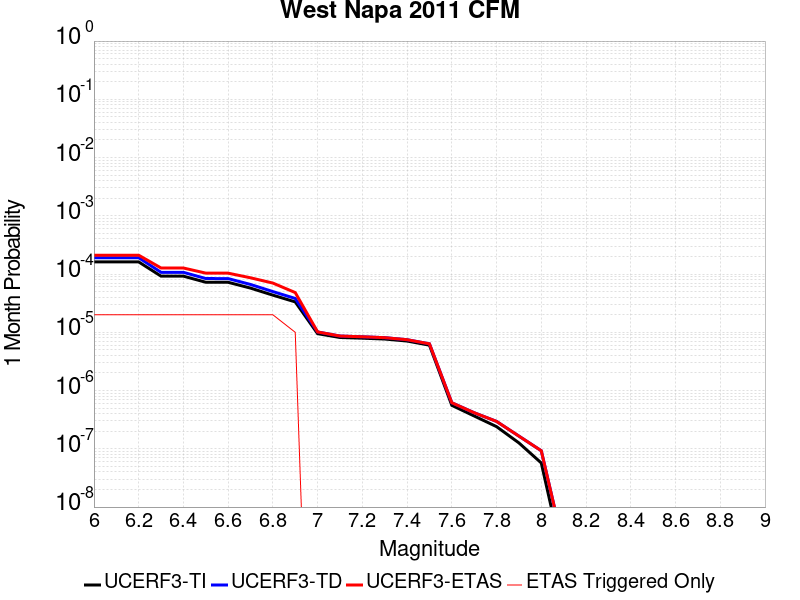 West Napa 2011 CFM
1 Month Probability
10^0
10^-1
10^-2
10^-3
10^-4
10^-5
10^-6
10^-7
10^-8
6 6.2 6.4 6.6 6.8 7 7.2 7.4 7.6 7.8 8 8.2 8.4 8.6 8.8 9
Magnitude
UCERF3-TI UCERF3-TD UCERF3-ETAS ETAS Triggered Only